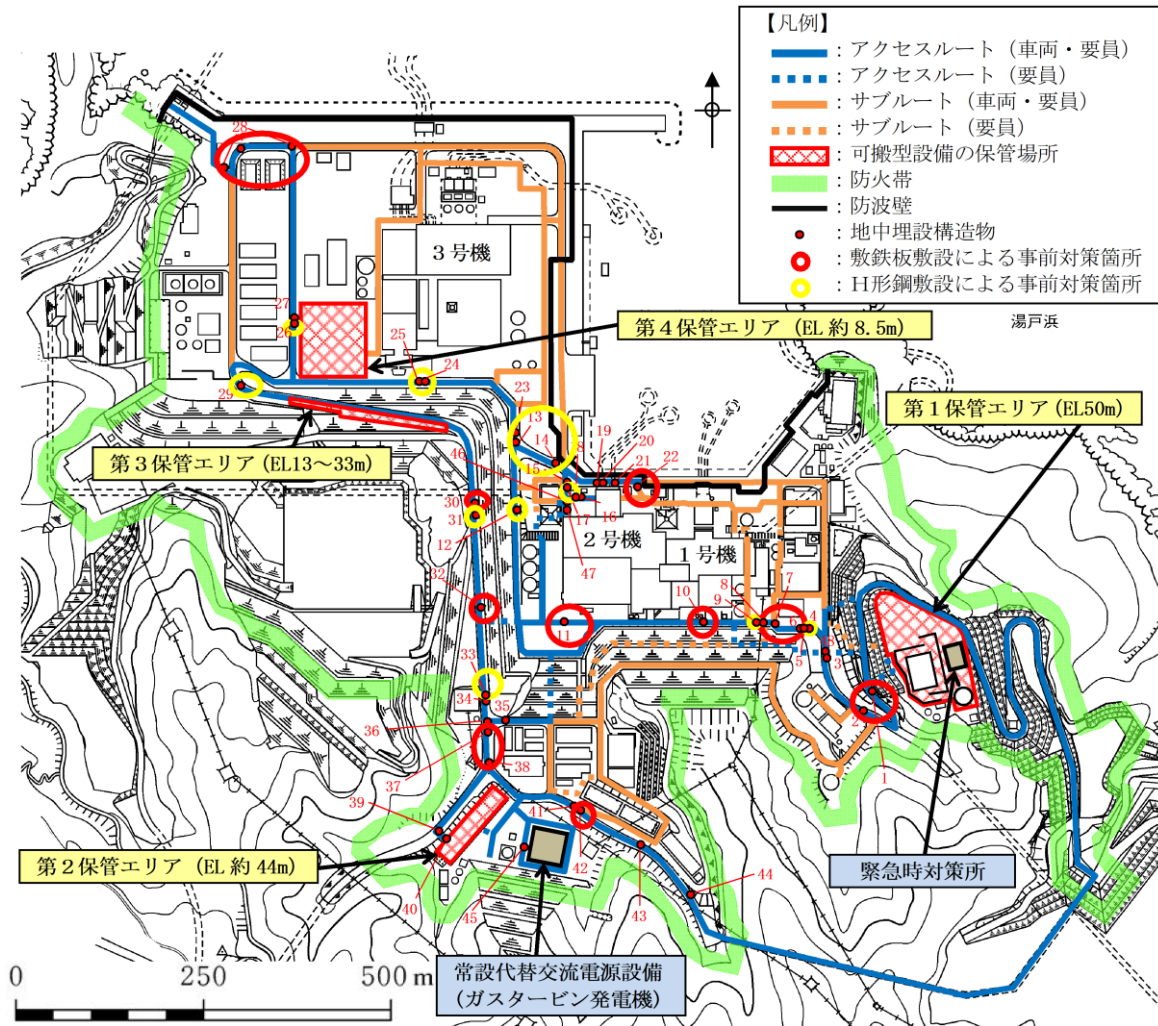 【凡例】
：アクセスルート（車両・要員）
：アクセスルート（要員）
：サブルート（車両・要員）
：サブルート（要員）
：可搬型設備の保管場所
：防火帯
：防波壁
：地中埋設構造物
：敷鉄板敷設による事前対策箇所
：Ｈ形鋼敷設による事前対策箇所
湯戸浜
28
３号機
27
26
第４保管エリア（EL 約 8.5m）
25
24
29
23
13
第１保管エリア(EL50m)
14
19
20
第３保管エリア(EL13～33m)
46
15
18
21
22
30
31
16
12
17
２号機
１号機
47
32
8
7
9
10
11
6
4
5
3
33
34
35
2
36
1
37
38
39
41
第２保管エリア（EL 約 44m）
42
緊急時対策所
40
45
43
44
0
250
500 m
常設代替交流電源設備
（ガスタービン発電機）